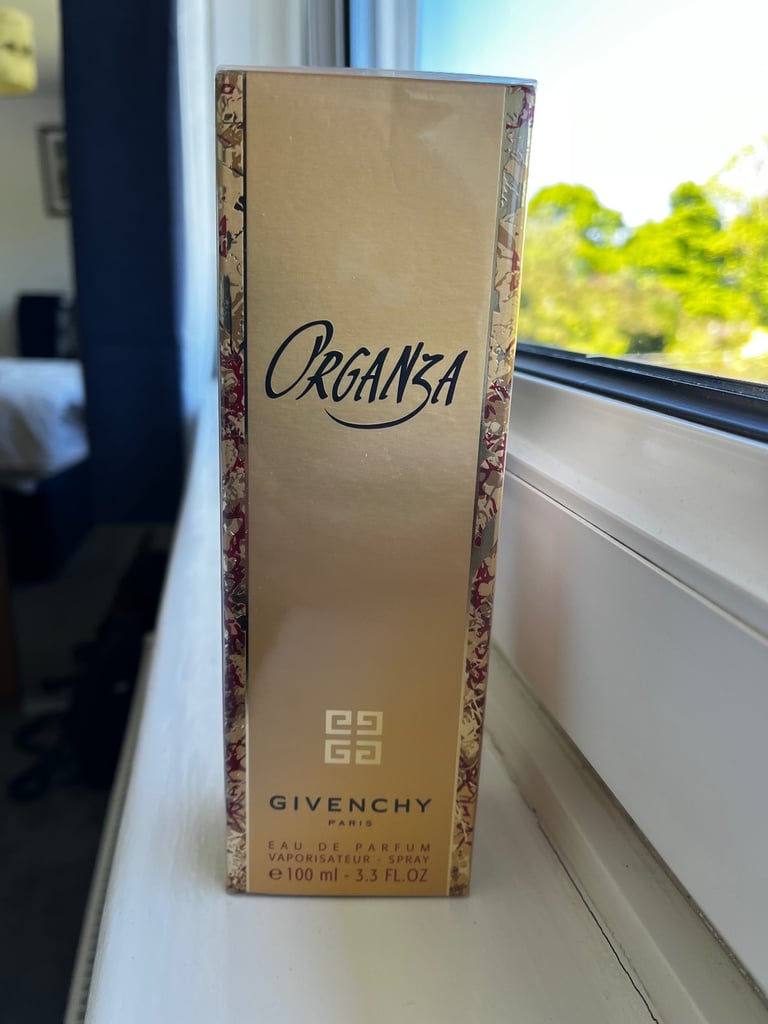 ORGANZA
GIVENCHY
PARIS
EAU DE PARFUM
VAPORISATEUR - SPRAY
℮ 100 ml - 3.3 FL.OZ